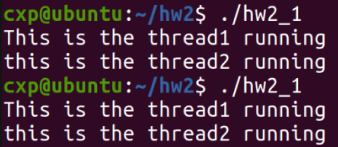 cxp@ubuntu:~/hw2$ ./hw2_1
This is the thread1 running
this is the thread2 running
cxp@ubuntu:~/hw2$ ./hw2_1
This is the thread1 running
this is the thread2 running